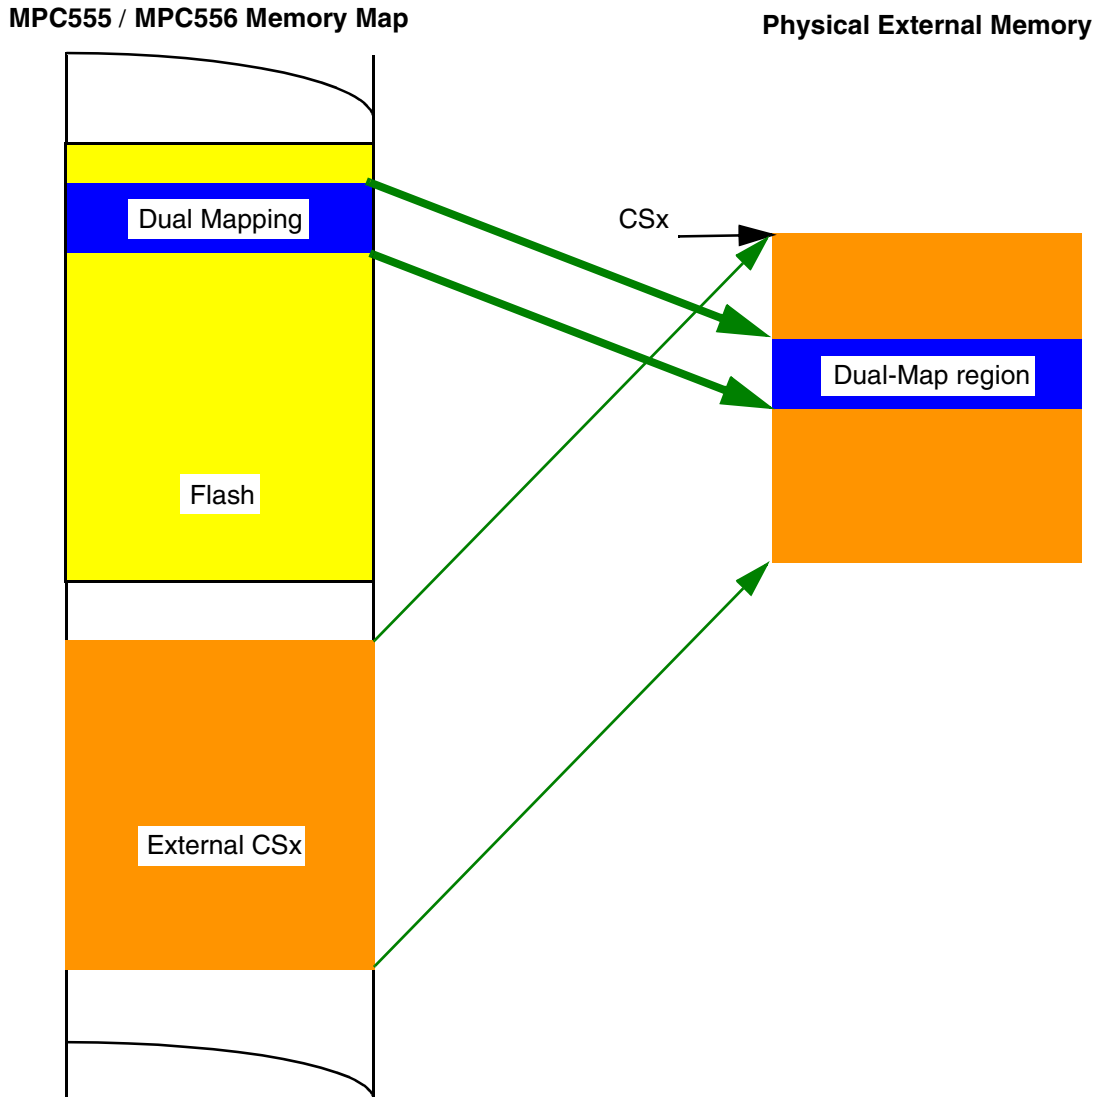 MPC555 / MPC556 Memory Map
Physical External Memory
Dual Mapping
CSx
Dual-Map region
Flash
External CSx